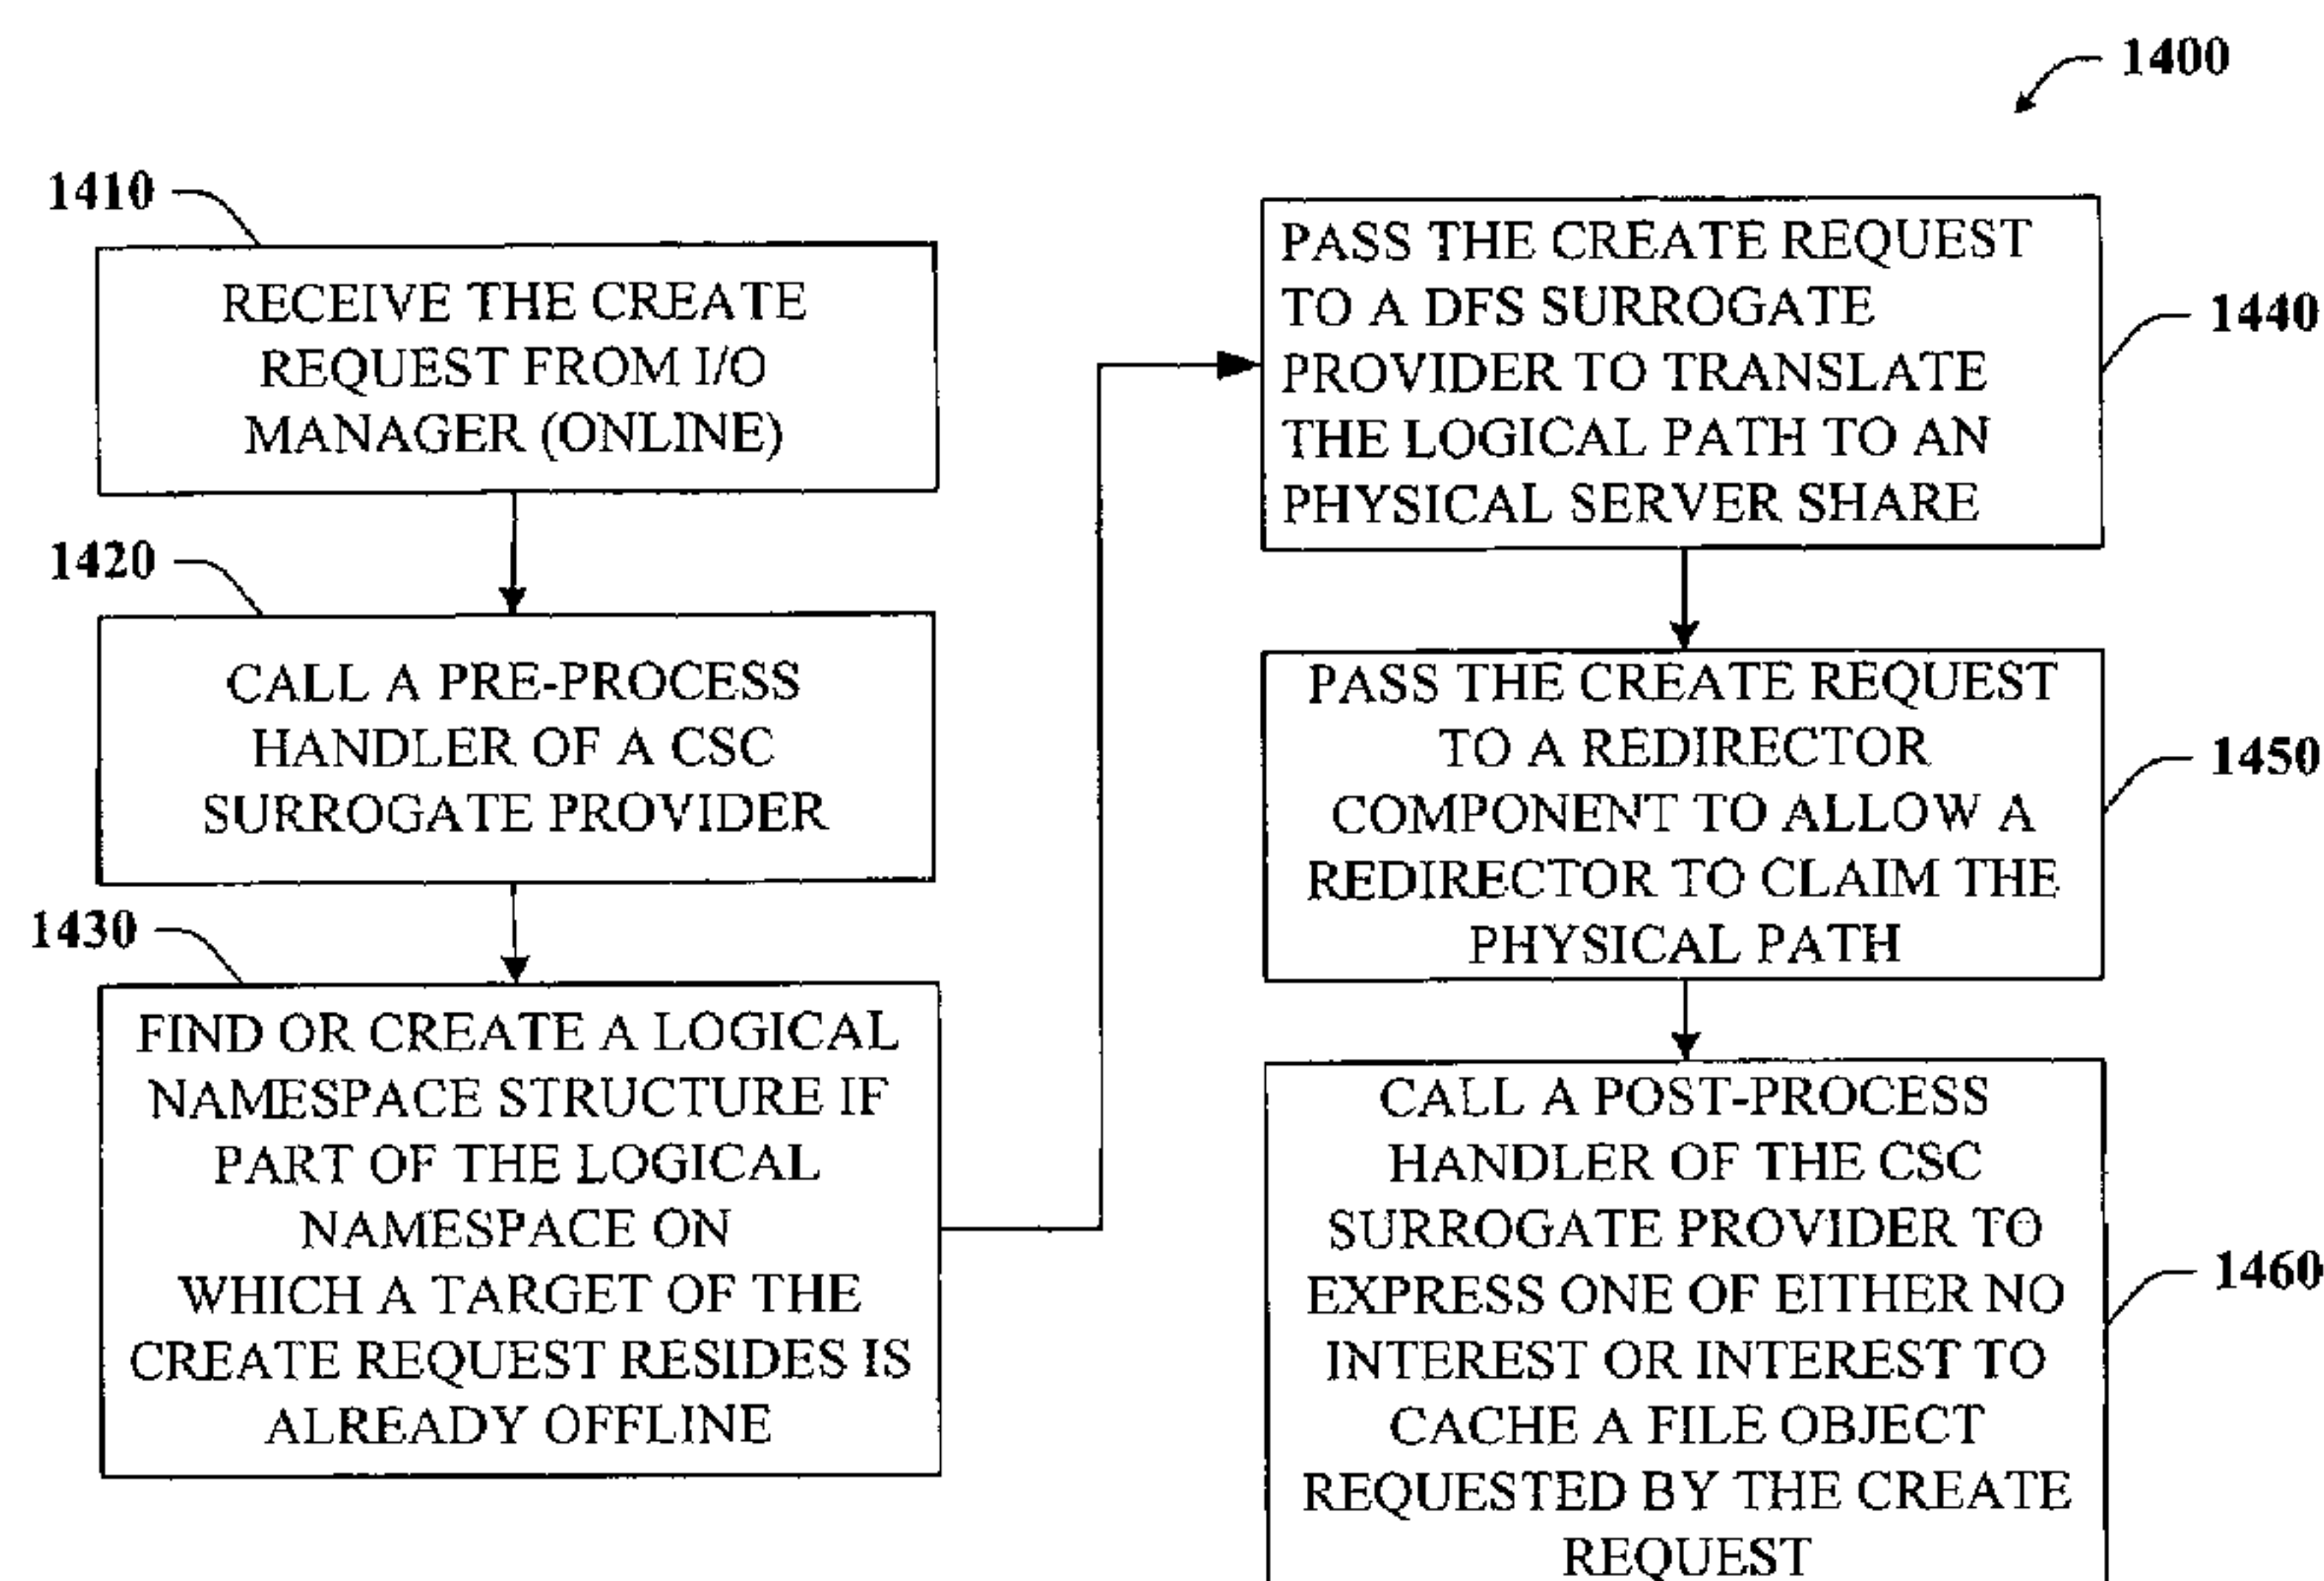 1400
1410
RECEIVE THE CREATE
REQUEST FROM I/O
MANAGER (ONLINE)
1420
CALL A PRE-PROCESS
HANDLER OF A CSC
SURROGATE PROVIDER
1430
FIND OR CREATE A LOGICAL
NAMESPACE STRUCTURE IF
PART OF THE LOGICAL
NAMESPACE ON
WHICH A TARGET OF THE
CREATE REQUEST RESIDES IS
ALREADY OFFLINE
PASS THE CREATE REQUEST
TO A DFS SURROGATE
PROVIDER TO TRANSLATE
THE LOGICAL PATH TO AN
PHYSICAL SERVER SHARE
1440
PASS THE CREATE REQUEST
TO A REDIRECTOR
COMPONENT TO ALLOW A
REDIRECTOR TO CLAIM THE
PHYSICAL PATH
1450
CALL A POST-PROCESS
HANDLER OF THE CSC
SURROGATE PROVIDER TO
EXPRESS ONE OF EITHER NO
INTEREST OR INTEREST TO
CACHE A FILE OBJECT
REQUESTED BY THE CREATE
REQUEST
1460